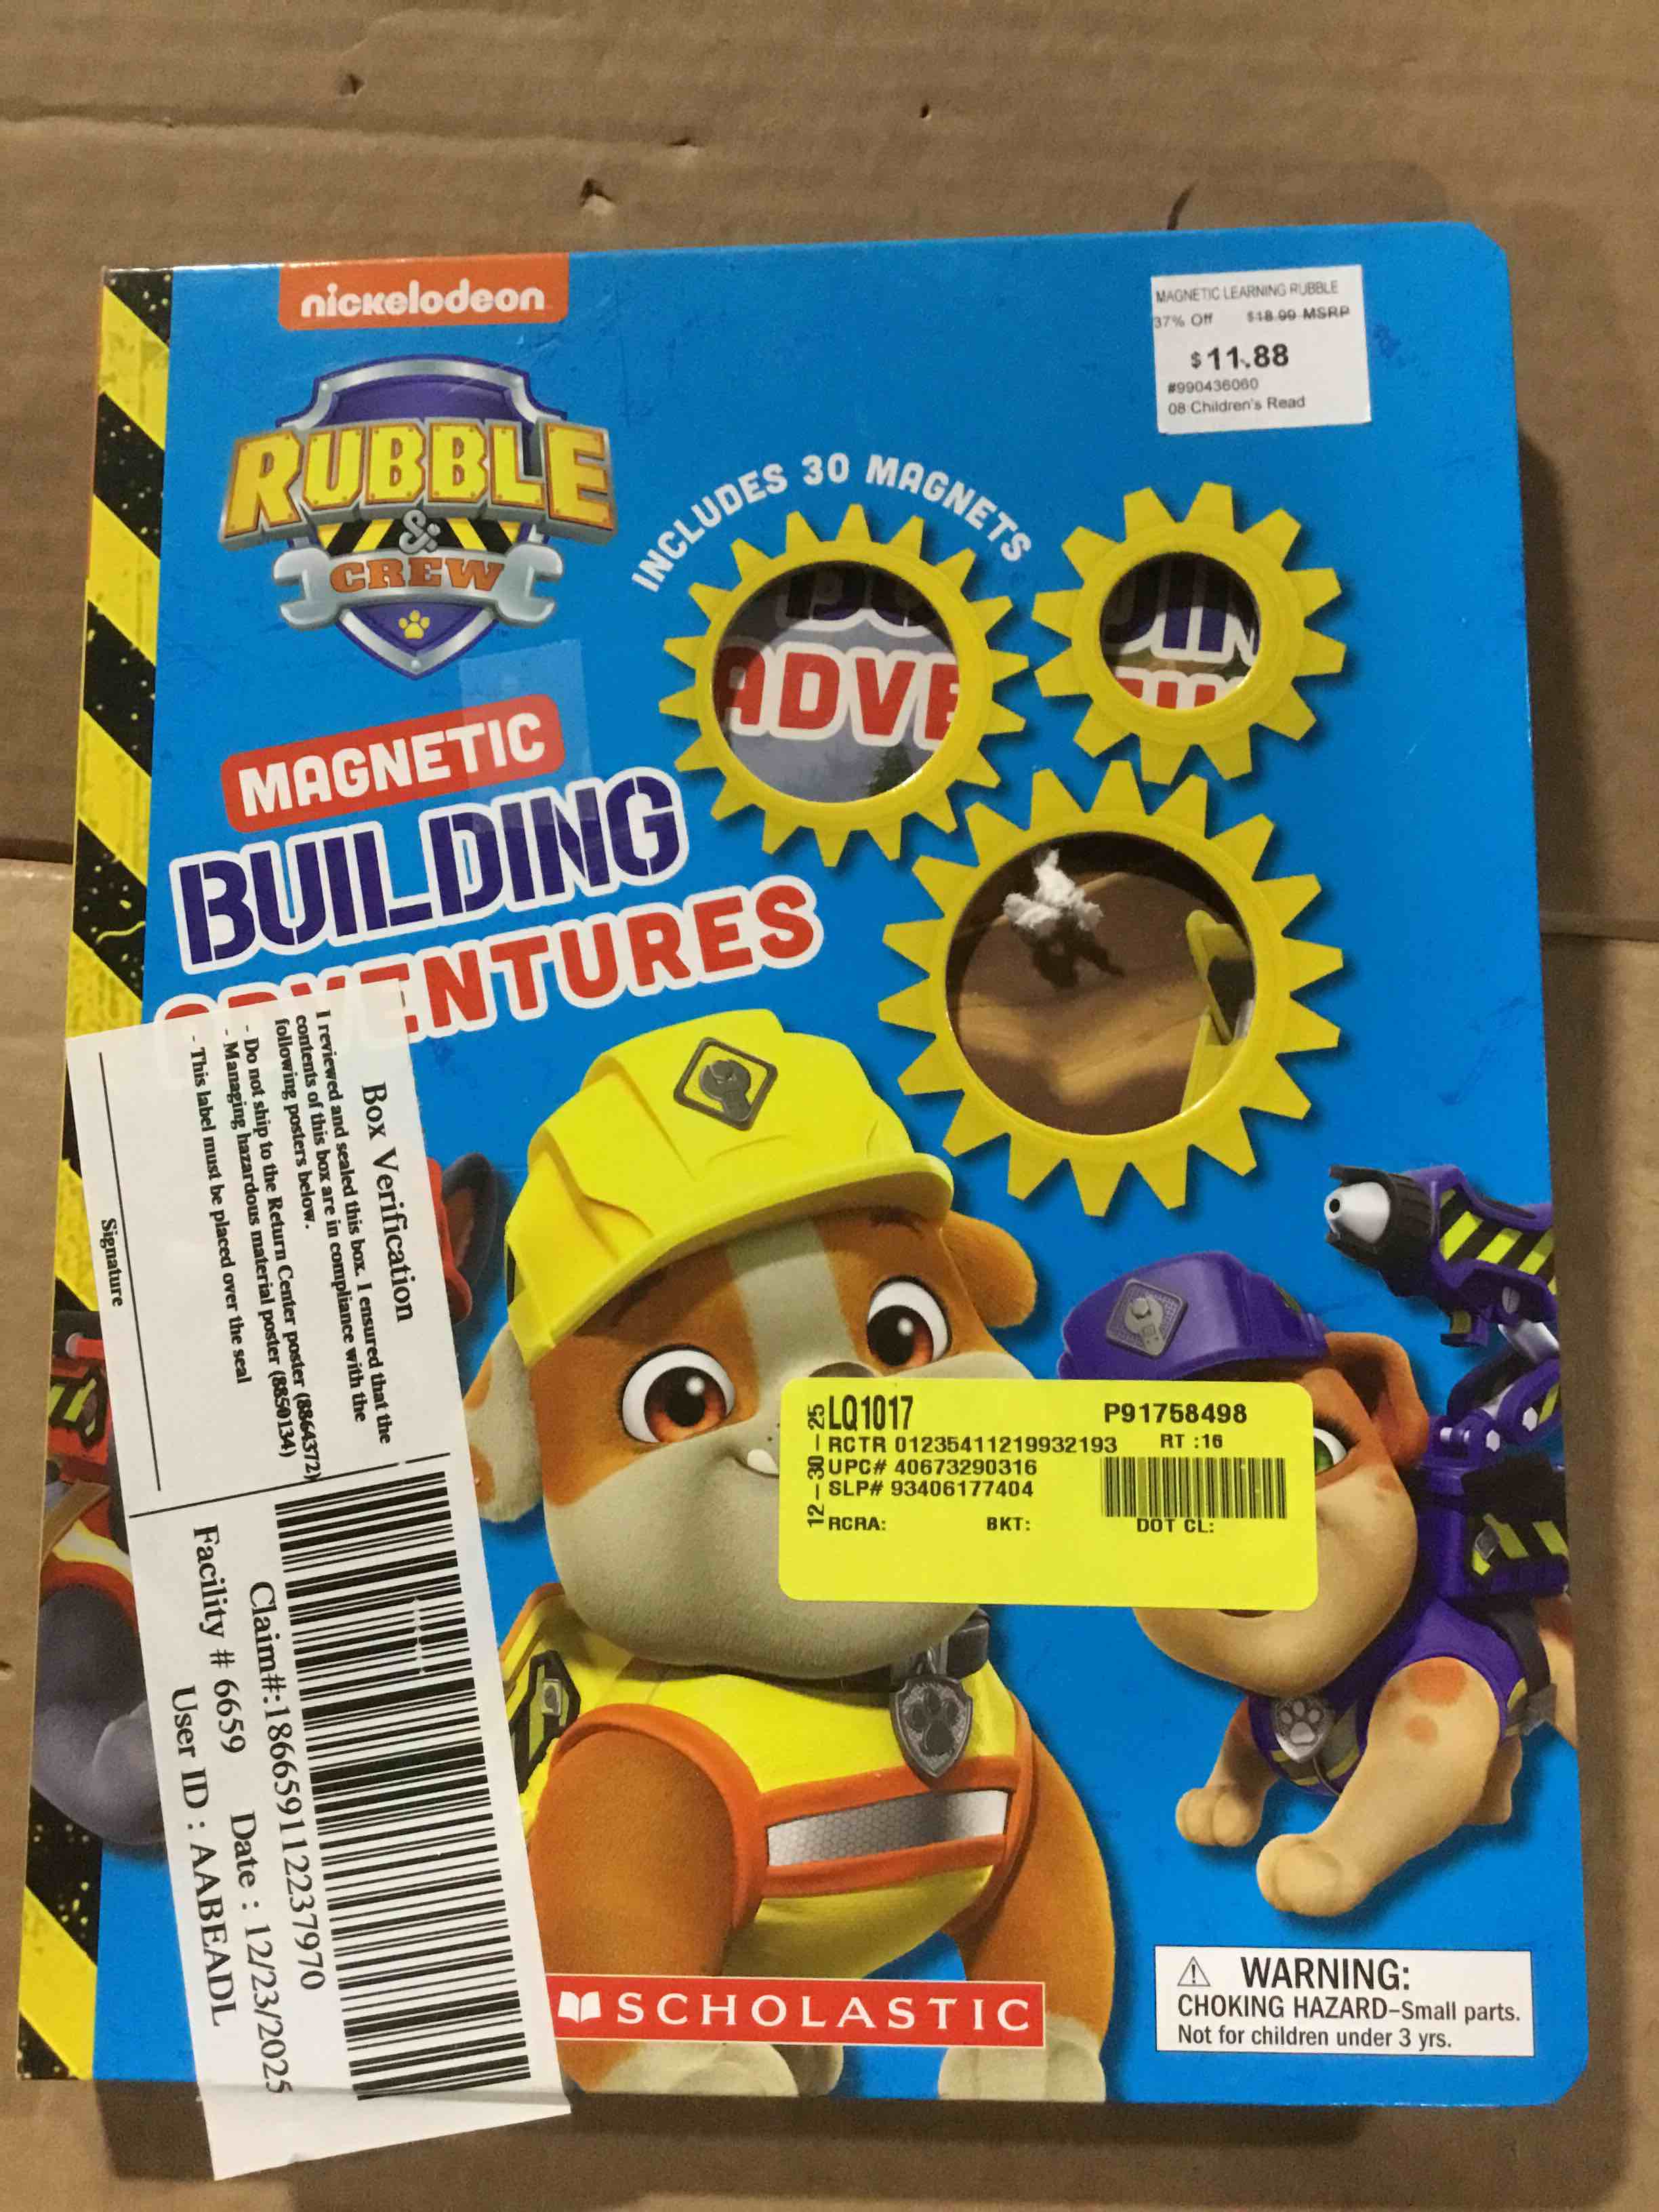 nickelodeon
MAGNETIC LEARNING RUBBLE
37% Off $18.99 MSRP
$11.88
#990436060
08 Children's Read
RUBBLE
&
CREW
™
INCLUDES 30 MAGNETS
ADVE
MAGNETIC
BUILDING
ADVENTURES
Box Verification
I reviewed and sealed this box. I ensured that the
contents of this box are in compliance with the
following posters below.
- Do not ship to the Return Center poster (8864372)
- Managing hazardous material poster (8850134)
- This label must be placed over the seal
Signature
Claim#:18665911223797​0
Facility # 6659 Date : 12/23/2025
User ID : AABEADL
12-30-25
LQ1017 P91758498
RCTR 01235411219932193 RT :16
UPC# 40673290316
SLP# 93406177404
RCRA: BKT: DOT CL:
SCHOLASTIC
WARNING:
CHOKING HAZARD–Small parts.
Not for children under 3 yrs.